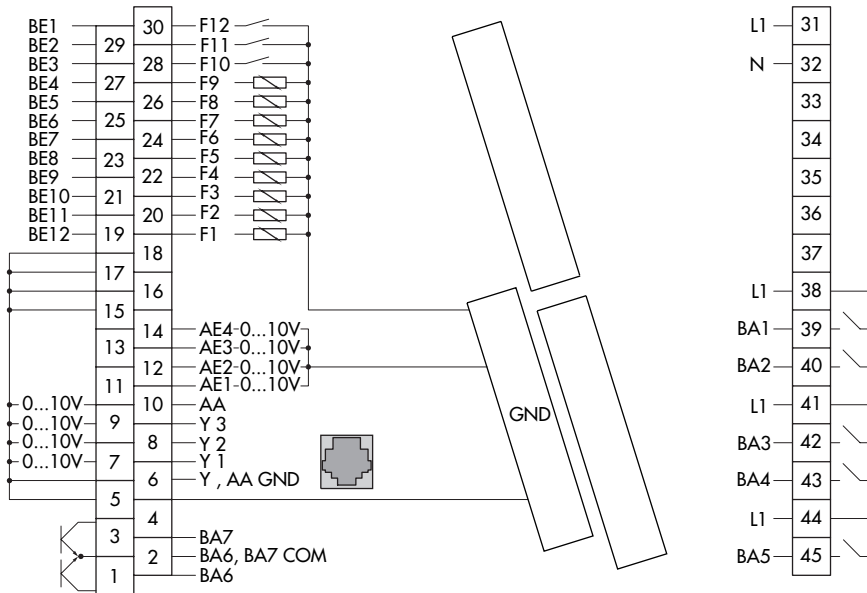 BE1 30 F12
BE2 29 F11
BE3 28 F10
BE4 27 F9
BE5 26 F8
BE6 25 F7
BE7 24 F6
BE8 23 F5
BE9 22 F4
BE10 21 F3
BE11 20 F2
BE12 19 F1
18
17
16
15
14 AE4-0...10V
13 AE3-0...10V
12 AE2-0...10V
11 AE1-0...10V
0...10V 10 AA
0...10V 9 Y 3
0...10V 8 Y 2
0...10V 7 Y 1
6 Y , AA GND
5
4
3 BA7
2 BA6, BA7 COM
1 BA6
GND
L1 31
N 32
33
34
35
36
37
L1 38
BA1 39
BA2 40
L1 41
BA3 42
BA4 43
L1 44
BA5 45